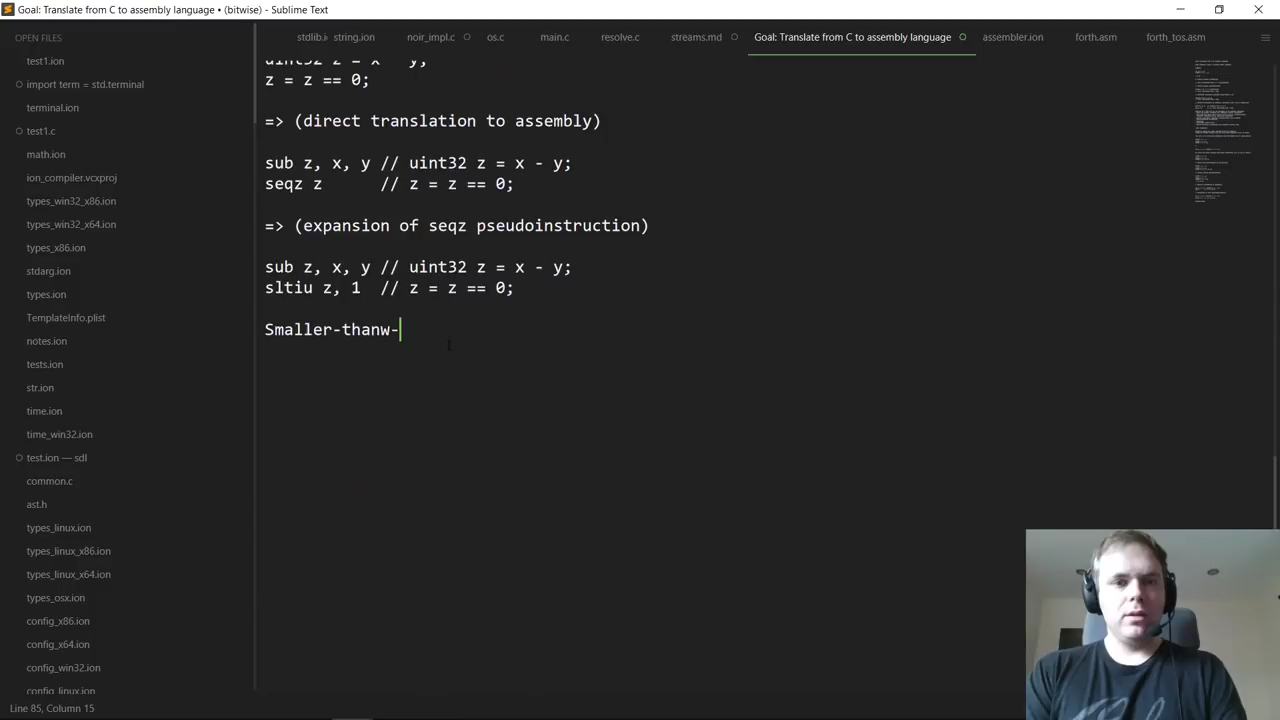 Goal: Translate from C to assembly language • (bitwise) - Sublime Text
OPEN FILES
stdlib.i
string.ion
noir_impl.c
os.c
main.c
resolve.c
streams.md
Goal: Translate from C to assembly language
assembler.ion
forth.asm
forth_tos.asm
test1.ion
import term = std.terminal
terminal.ion
test1.c
math.ion
ion_compiler.vcxproj
types_win32_x86.ion
types_win32_x64.ion
types_x86.ion
stdarg.ion
types.ion
TemplateInfo.plist
notes.ion
tests.ion
str.ion
time.ion
time_win32.ion
test.ion — sdl
common.c
ast.h
types_linux.ion
types_linux_x86.ion
types_linux_x64.ion
types_osx.ion
config_x86.ion
config_x64.ion
config_win32.ion
config_linux.ion
uint32 z = x - y;
z = z == 0;
=> (direct translation to assembly)
sub z, x, y // uint32 z = x - y;
seqz z // z = z == 0;
=> (expansion of seqz pseudoinstruction)
sub z, x, y // uint32 z = x - y;
sltiu z, 1 // z = z == 0;
Smaller-thanw-
Line 85, Column 15